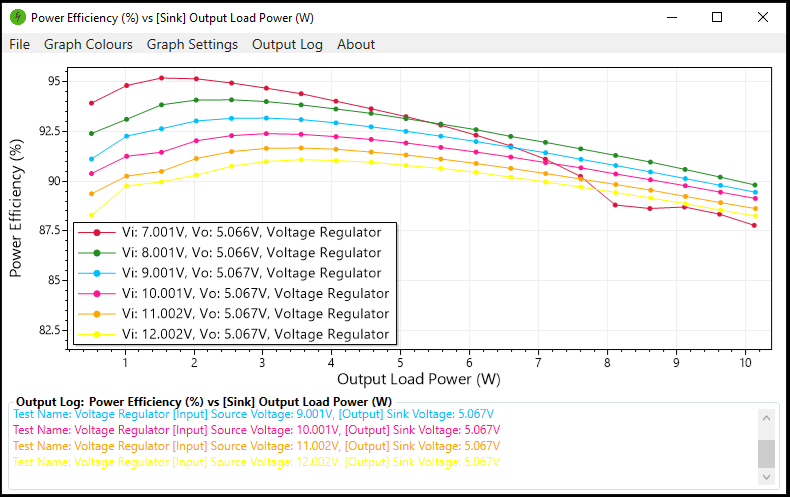 Power Efficiency (%) vs [Sink] Output Load Power (W)
File Graph Colours Graph Settings Output Log About
Power Efficiency (%)
95
92.5
90
87.5
85
82.5
Vi: 7.001V, Vo: 5.066V, Voltage Regulator
Vi: 8.001V, Vo: 5.066V, Voltage Regulator
Vi: 9.001V, Vo: 5.067V, Voltage Regulator
Vi: 10.001V, Vo: 5.067V, Voltage Regulator
Vi: 11.002V, Vo: 5.067V, Voltage Regulator
Vi: 12.002V, Vo: 5.067V, Voltage Regulator
1 2 3 4 5 6 7 8 9 10
Output Load Power (W)
Output Log: Power Efficiency (%) vs [Sink] Output Load Power (W)
Test Name: Voltage Regulator [Input] Source Voltage: 9.001V, [Output] Sink Voltage: 5.067V
Test Name: Voltage Regulator [Input] Source Voltage: 10.001V, [Output] Sink Voltage: 5.067V
Test Name: Voltage Regulator [Input] Source Voltage: 11.002V, [Output] Sink Voltage: 5.067V
Test Name: Voltage Regulator [Input] Source Voltage: 12.002V, [Output] Sink Voltage: 5.067V